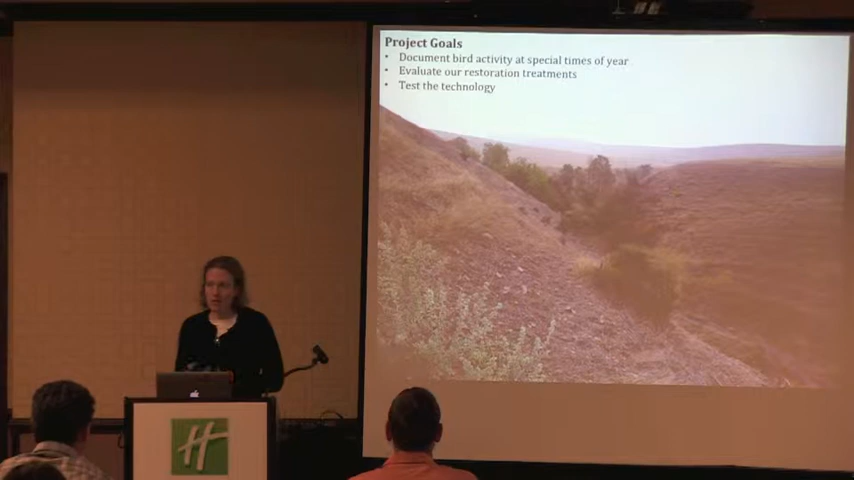 Project Goals
• Document bird activity at special times of year
• Evaluate our restoration treatments
• Test the technology
H